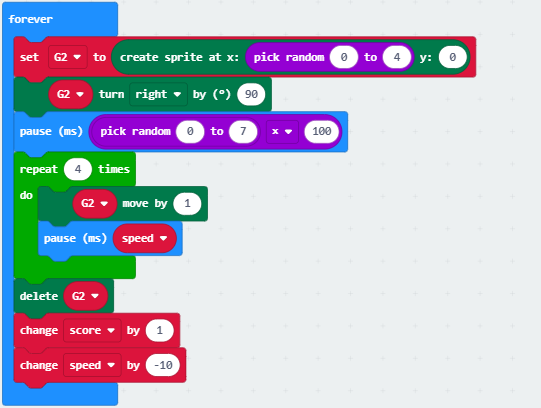 forever
set G2 to create sprite at x: pick random 0 to 4 y: 0
G2 turn right by (°) 90
pause (ms) pick random 0 to 7 x 100
repeat 4 times
do
G2 move by 1
pause (ms) speed
delete G2
change score by 1
change speed by -10